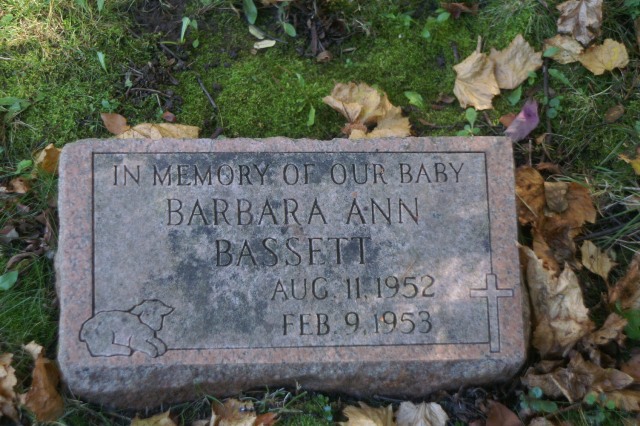 IN MEMORY OF OUR BABY
BARBARA ANN
BASSETT
AUG 11, 1952
FEB 9, 1953